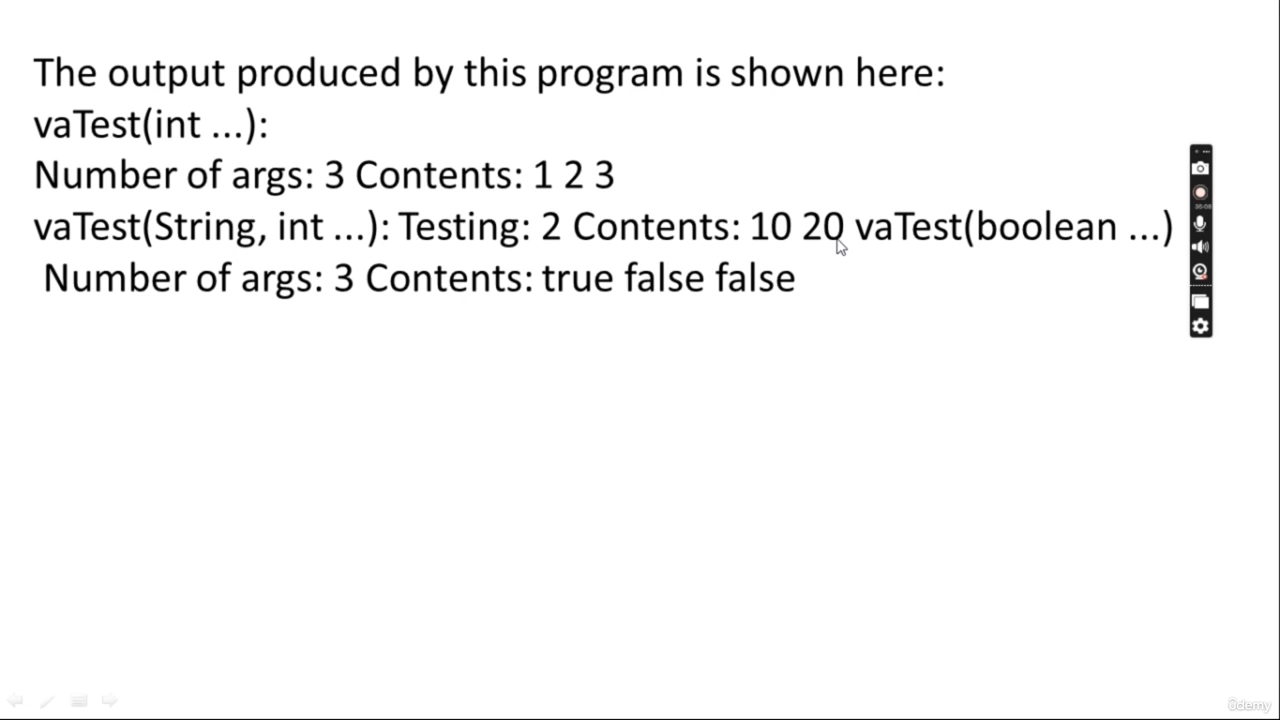 The output produced by this program is shown here:
vaTest(int ...):
Number of args: 3 Contents: 1 2 3
vaTest(String, int ...): Testing: 2 Contents: 10 20 vaTest(boolean ...)
Number of args: 3 Contents: true false false
ûdemy